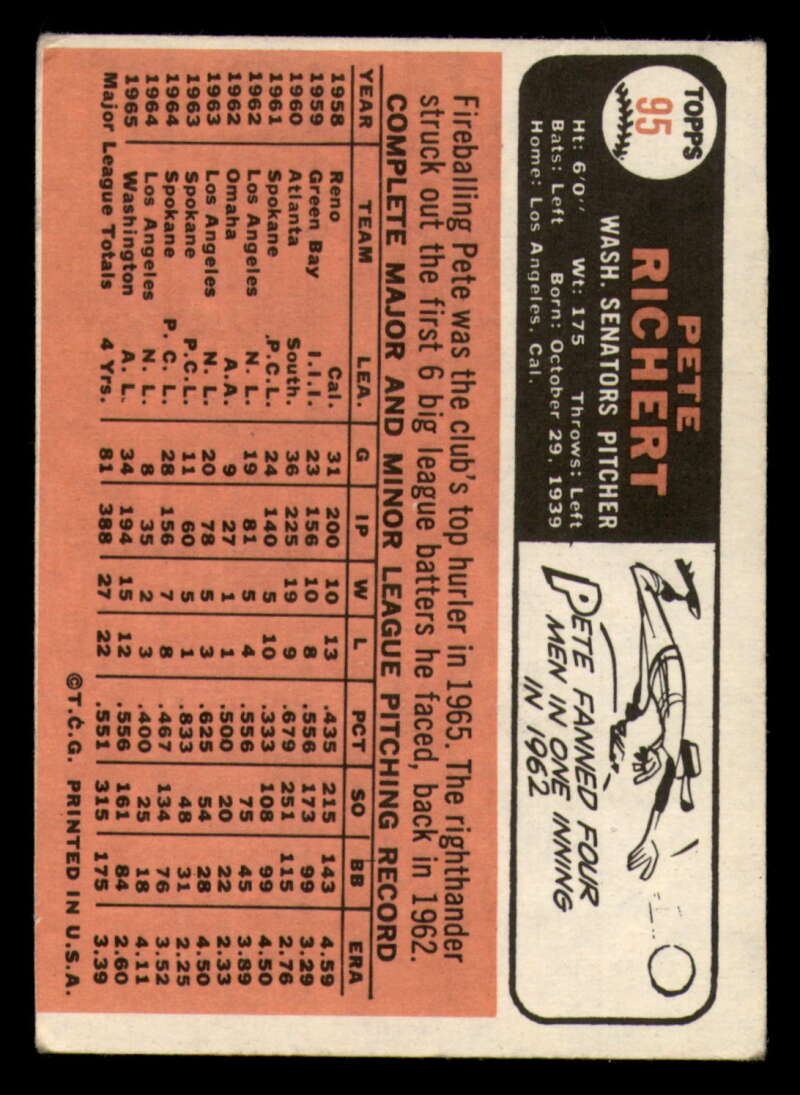 TOPPS
95
PETE
RICHERT
WASH. SENATORS PITCHER
Ht: 6'0" Wt: 175 Throws: Left
Bats: Left Born: October 29, 1939
Home: Los Angeles, Cal.
PETE FANNED FOUR
MEN IN ONE INNING
IN 1962
Fireballing Pete was the club's top hurler in 1965. The righthander
struck out the first 6 big league batters he faced, back in 1962.
COMPLETE MAJOR AND MINOR LEAGUE PITCHING RECORD
YEAR TEAM LEA. G IP W L PCT SO BB ERA
1958 Reno Cal. 31 200 10 13 .435 215 143 4.59
1959 Green Bay I.I.I. 23 156 10 8 .556 173 99 3.29
1960 Atlanta South. 36 225 19 9 .679 251 115 2.76
1961 Spokane P.C.L. 24 140 5 10 .333 108 99 4.50
1962 Los Angeles N. L. 19 81 5 4 .556 75 45 3.89
1962 Omaha A.A. 9 27 1 1 .500 20 22 2.33
1963 Los Angeles N. L. 20 78 5 3 .625 54 28 4.50
1963 Spokane P.C.L. 11 60 5 1 .833 48 31 2.25
1964 Spokane P. C. L. 28 156 7 8 .467 134 76 3.52
1964 Los Angeles N. L. 8 35 2 3 .400 25 18 4.11
1965 Washington A. L. 34 194 15 12 .556 161 84 2.60
Major League Totals 4 Yrs. 81 388 27 22 .551 315 175 3.39
©T.C.G. PRINTED IN U.S.A.